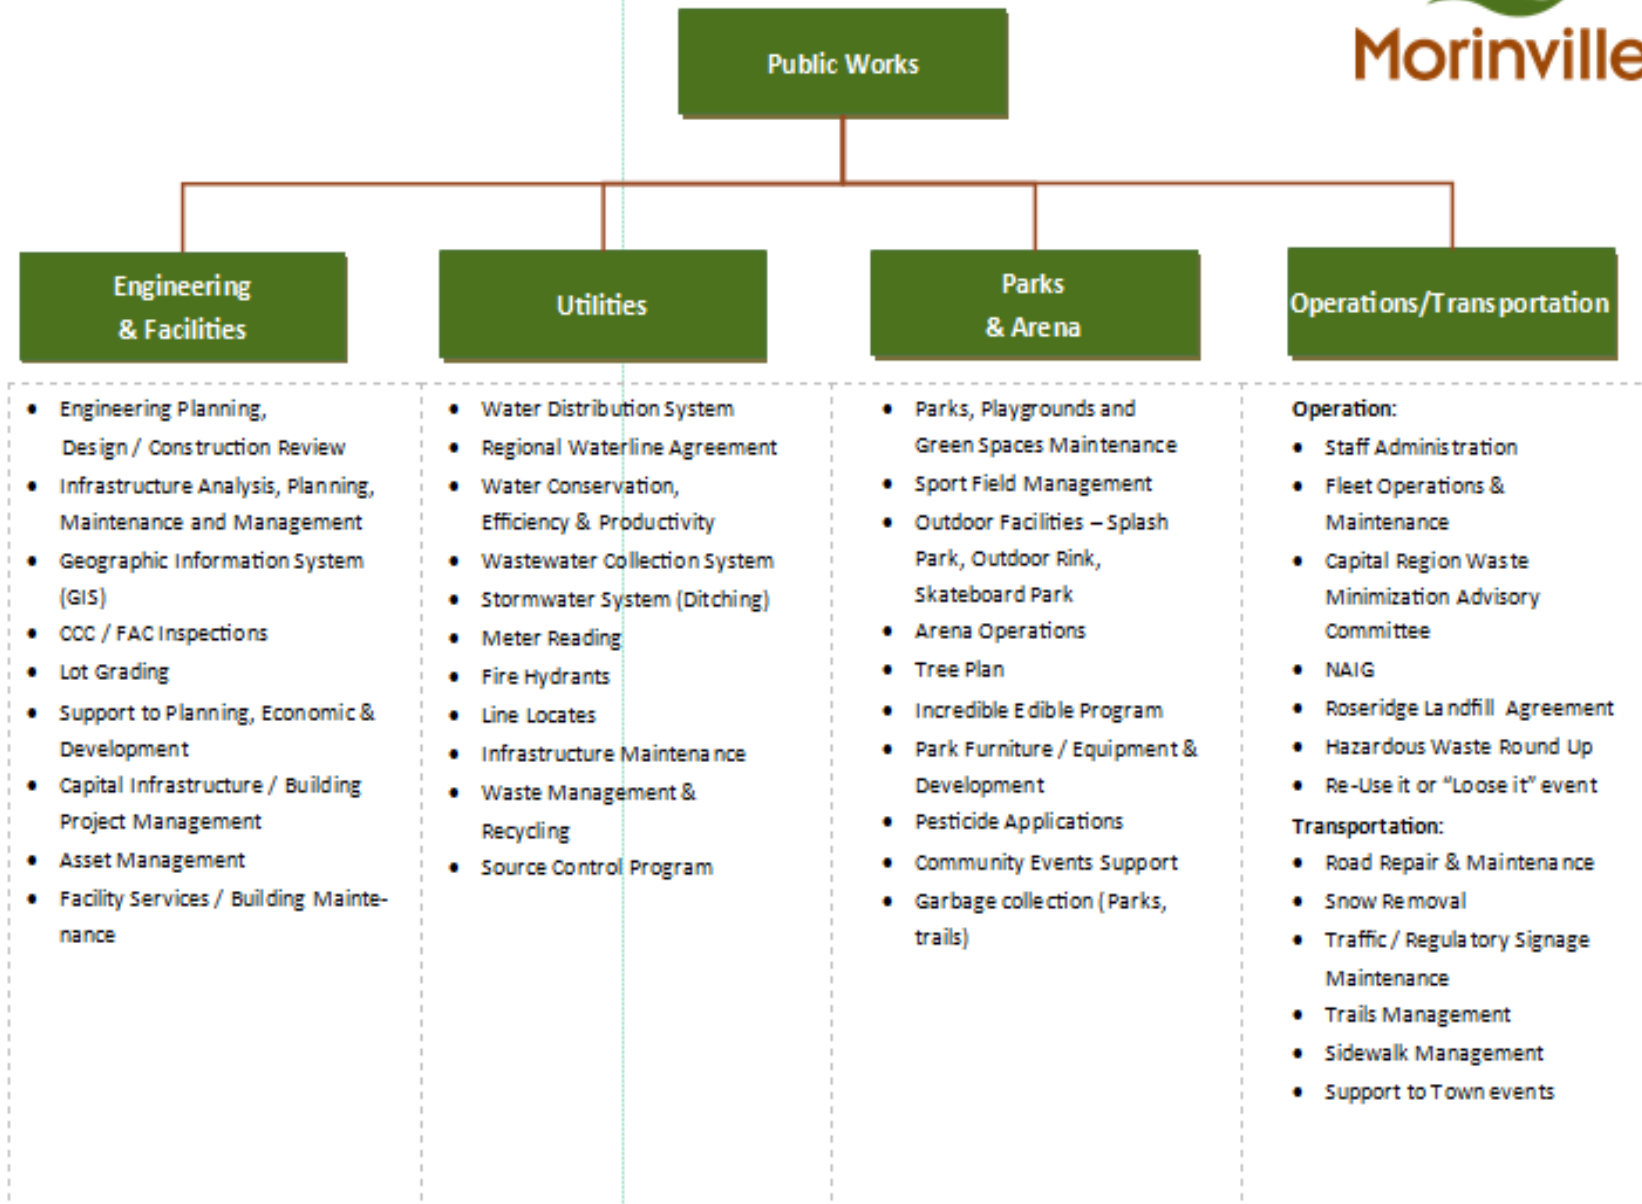 Morinville
Public Works
Engineering
& Facilities
Utilities
Parks
& Arena
Operations/Transportation
• Engineering Planning,
Design / Construction Review
• Infrastructure Analysis, Planning,
Maintenance and Management
• Geographic Information System
(GIS)
• CCC / FAC Inspections
• Lot Grading
• Support to Planning, Economic &
Development
• Capital Infrastructure / Building
Project Management
• Asset Management
• Facility Services / Building Mainte-
nance
• Water Distribution System
• Regional Waterline Agreement
• Water Conservation,
Efficiency & Productivity
• Wastewater Collection System
• Stormwater System (Ditching)
• Meter Reading
• Fire Hydrants
• Line Locates
• Infrastructure Maintenance
• Waste Management &
Recycling
• Source Control Program
• Parks, Playgrounds and
Green Spaces Maintenance
• Sport Field Management
• Outdoor Facilities – Splash
Park, Outdoor Rink,
Skateboard Park
• Arena Operations
• Tree Plan
• Incredible Edible Program
• Park Furniture / Equipment &
Development
• Pesticide Applications
• Community Events Support
• Garbage collection (Parks,
trails)
Operation:
• Staff Administration
• Fleet Operations &
Maintenance
• Capital Region Waste
Minimization Advisory
Committee
• NAIG
• Roseridge Landfill Agreement
• Hazardous Waste Round Up
• Re-Use it or “Loose it” event
Transportation:
• Road Repair & Maintenance
• Snow Removal
• Traffic / Regulatory Signage
Maintenance
• Trails Management
• Sidewalk Management
• Support to Town events